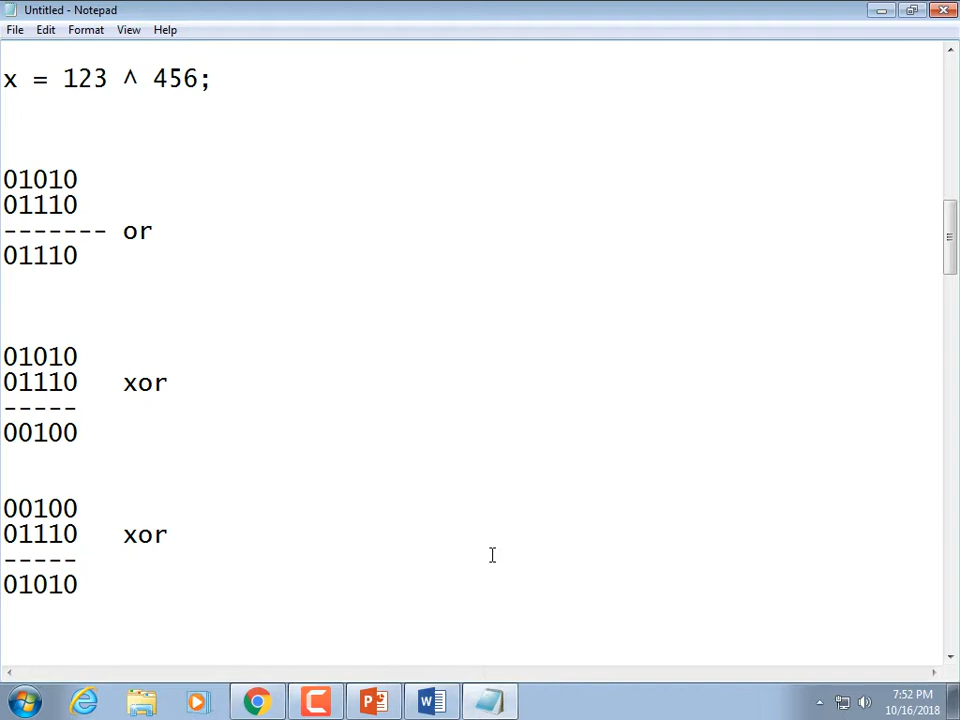 Untitled - Notepad
File Edit Format View Help
x = 123 ^ 456;
01010
01110
------- or
01110
01010
01110 xor
-----
00100
00100
01110 xor
-----
01010
7:52 PM
10/16/2018